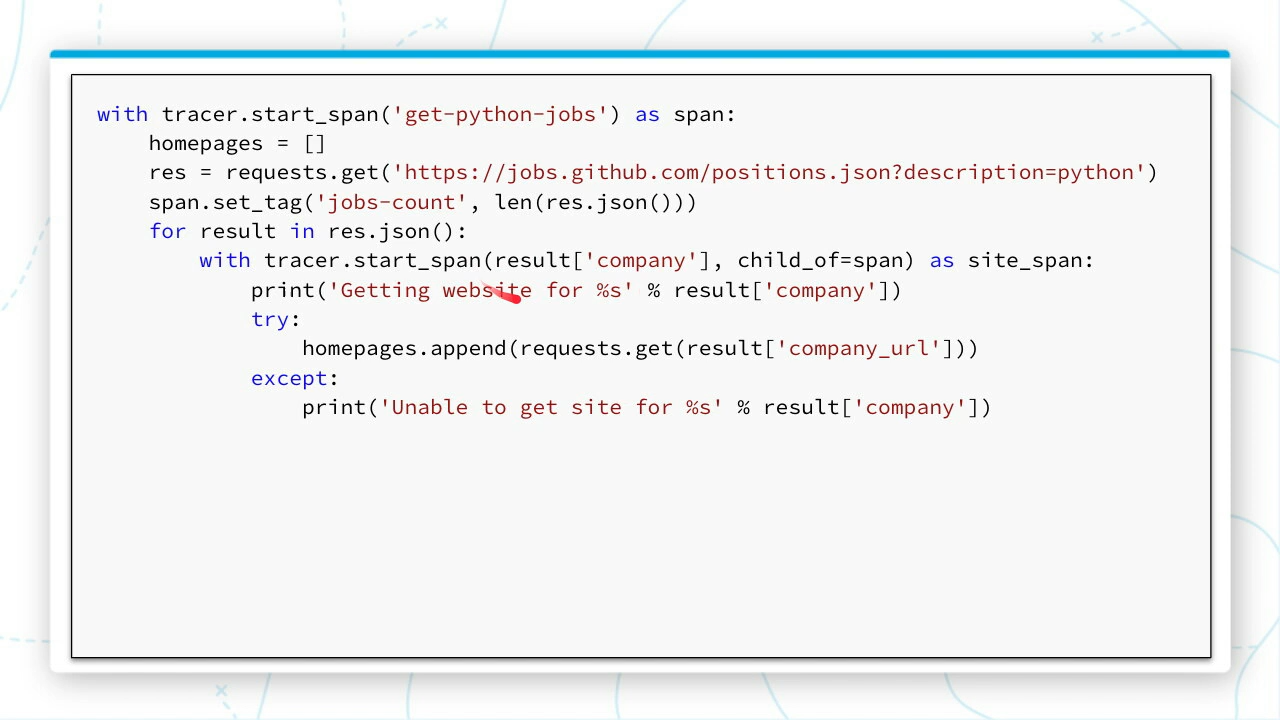 with tracer.start_span('get-python-jobs') as span:
    homepages = []
    res = requests.get('https://jobs.github.com/positions.json?description=python')
    span.set_tag('jobs-count', len(res.json()))
    for result in res.json():
        with tracer.start_span(result['company'], child_of=span) as site_span:
            print('Getting website for %s' % result['company'])
            try:
                homepages.append(requests.get(result['company_url']))
            except:
                print('Unable to get site for %s' % result['company'])